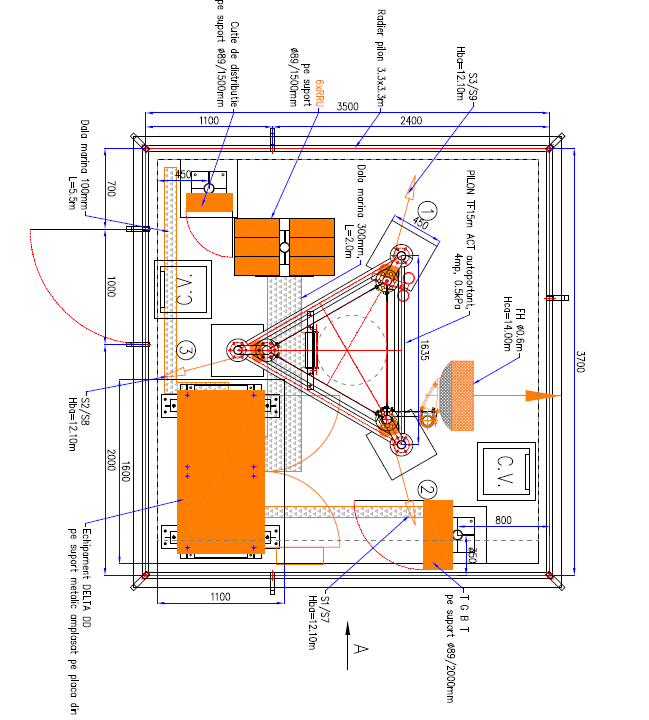 Cutie de distributie
pe suport ø89/1500mm
6xRRU
pe suport
ø89/1500mm
Radier pilon 3.3x3.3m
S3/S9
Hba=12.10m
3500
1100
2400
Dala marina 100mm
L=5.5m
700
1000
450
Dala marina 300mm,
L=2.0m
PILON TF15m ACT autoportant,
4mp, 0.5kPa
1
450
FH ø0.6m
Hca=14.00m
3700
1635
C.V.
3
S2/S8
Hba=12.10m
2000
1600
C.V.
2
800
350
1100
Echipament DELTA DD
pe suport metalic amplasat pe placa din
S1/S7
Hba=12.10m
A
T G B T
pe suport ø89/2000mm